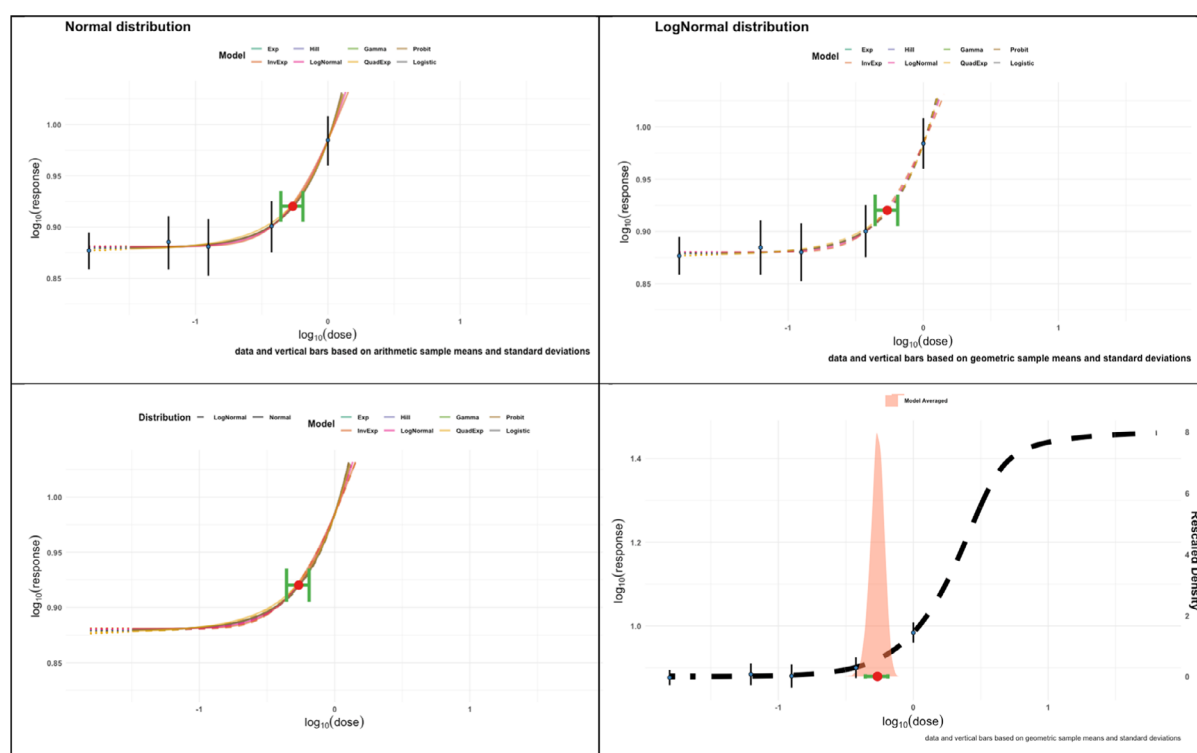 Normal distribution
Model
Exp Hill Gamma Probit
InvExp LogNormal QuadExp Logistic
1.00
0.95
0.90
0.85
log10(response)
-1 0 1
log10(dose)
data and vertical bars based on arithmetic sample means and standard deviations
LogNormal distribution
Model
Exp Hill Gamma Probit
InvExp LogNormal QuadExp Logistic
1.00
0.95
0.90
0.85
log10(response)
-1 0 1
log10(dose)
data and vertical bars based on geometric sample means and standard deviations
Distribution LogNormal Normal
Model
Exp Hill Gamma Probit
InvExp LogNormal QuadExp Logistic
1.00
0.95
0.90
0.85
log10(response)
-1 0 1
log10(dose)
Model Averaged
1.4
1.2
1.0
log10(response)
8
6
4
2
0
Rescaled Density
-1 0 1
log10(dose)
data and vertical bars based on geometric sample means and standard deviations